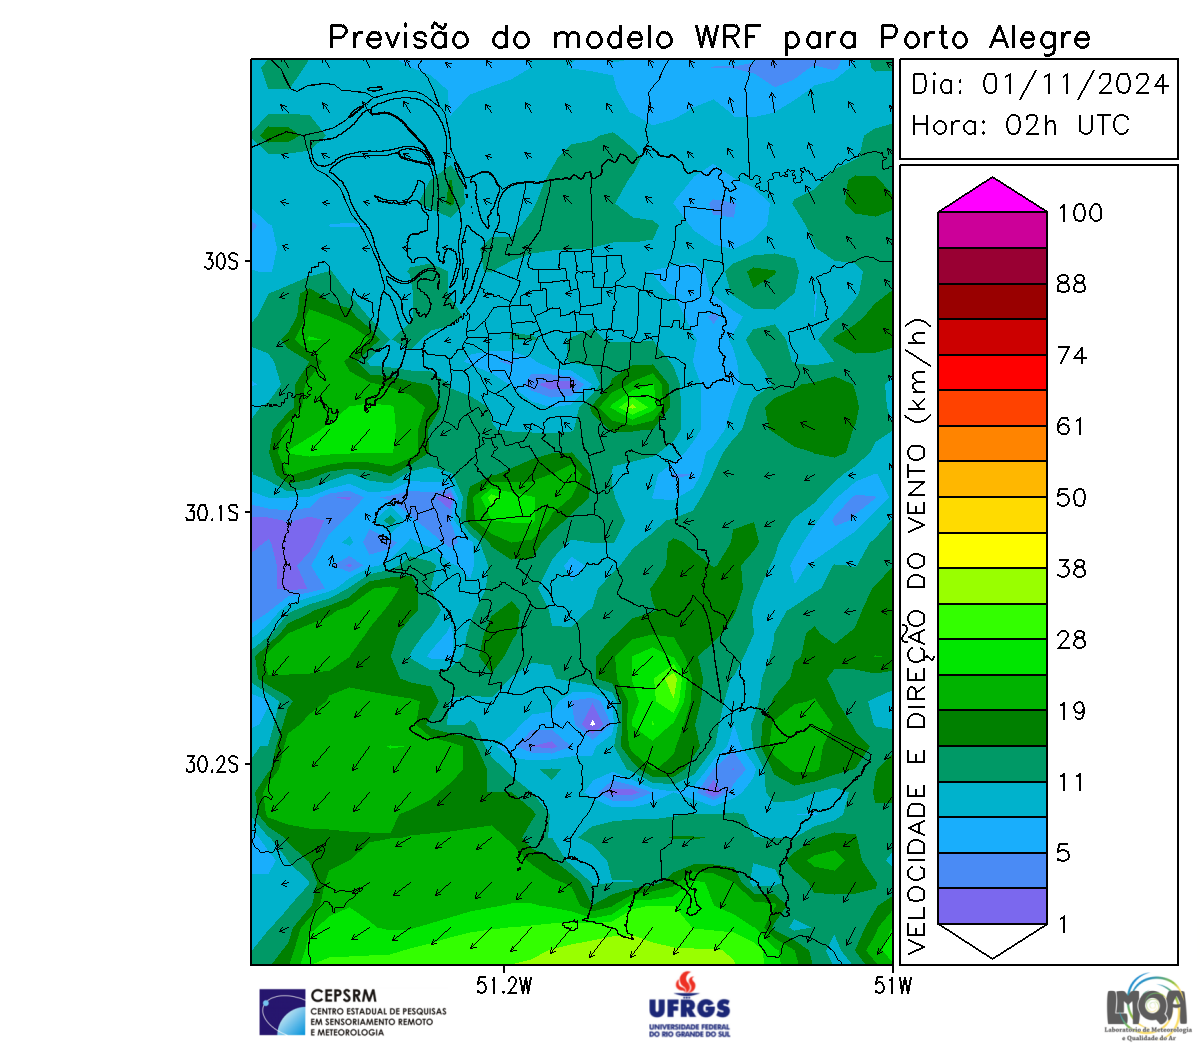 Previsão do modelo WRF para Porto Alegre
Dia: 01/11/2024
Hora: 02h UTC
30S
30.1S
30.2S
51.2W
51W
VELOCIDADE E DIREÇÃO DO VENTO (km/h)
100
88
74
61
50
38
28
19
11
5
1
CEPSRM
CENTRO ESTADUAL DE PESQUISAS
EM SENSORIAMENTO REMOTO
E METEOROLOGIA
UFRGS
UNIVERSIDADE FEDERAL
DO RIO GRANDE DO SUL
LMQA
Laboratório de Meteorologia
e Qualidade do Ar